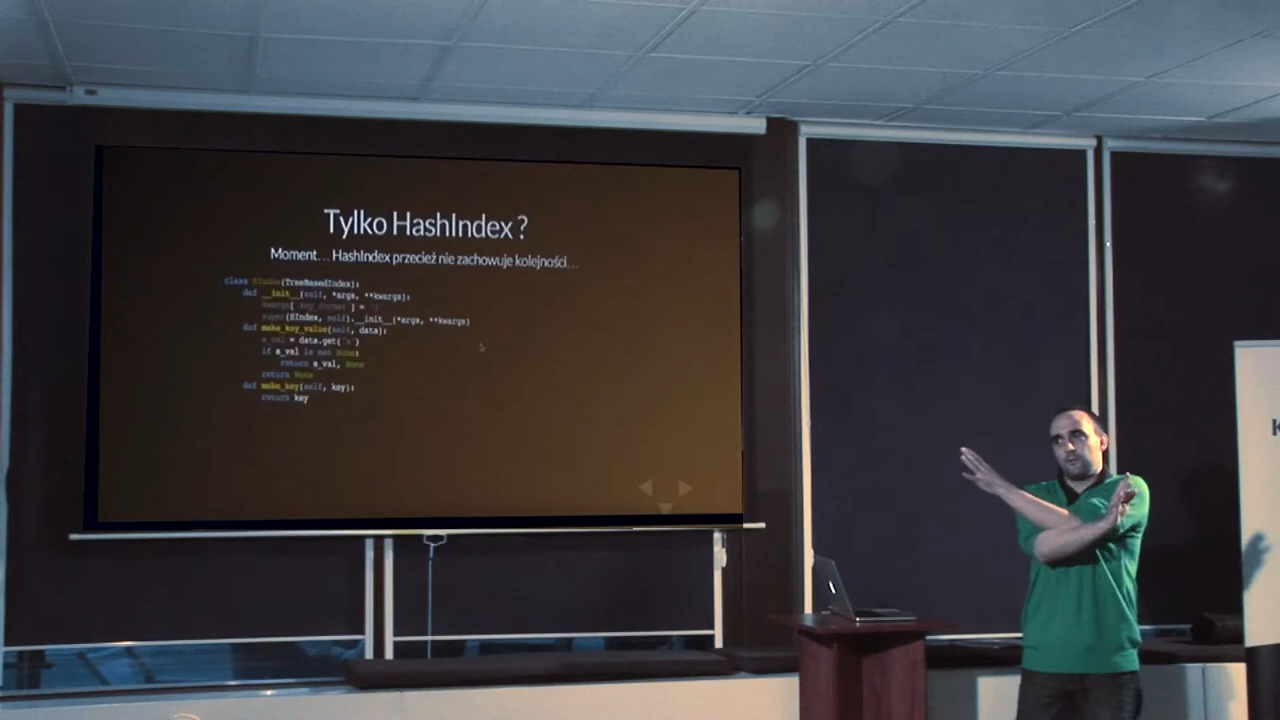 Tylko HashIndex ?
Moment... HashIndex przecież nie zachowuje kolejności...
class SIndex(TreeBasedIndex):
def __init__(self, *args, **kwargs):
kwargs['key_format'] =
super(SIndex, self).__init__(*args, **kwargs)
def make_key_value(self, data):
a_val = data.get("s")
if a_val is not None:
return a_val, None
return None
def make_key(self, key):
return key
K